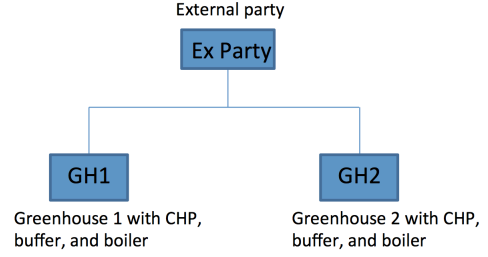 External party
Ex Party
GH1
GH2
Greenhouse 1 with CHP,
buffer, and boiler
Greenhouse 2 with CHP,
buffer, and boiler